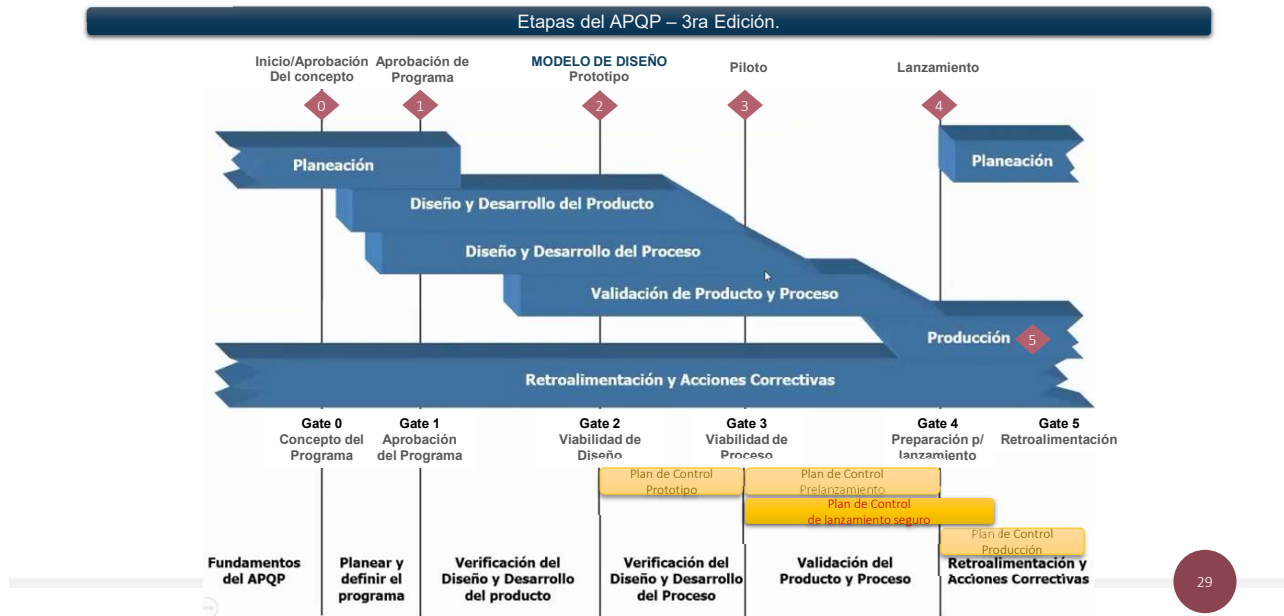 Etapas del APQP – 3ra Edición.
Inicio/Aprobación
Del concepto
Aprobación de
Programa
MODELO DE DISEÑO
Prototipo
Piloto
Lanzamiento
0
1
2
3
4
Planeación
Planeación
Diseño y Desarrollo del Producto
Diseño y Desarrollo del Proceso
Validación de Producto y Proceso
Producción
5
Retroalimentación y Acciones Correctivas
Gate 0
Concepto del
Programa
Gate 1
Aprobación
del Programa
Gate 2
Viabilidad de
Diseño
Gate 3
Viabilidad de
Proceso
Gate 4
Preparación p/
lanzamiento
Gate 5
Retroalimentación
Plan de Control
Prototipo
Plan de Control
Prelanzamiento
Plan de Control
de lanzamiento seguro
Plan de Control
Producción
Fundamentos
del APQP
Planear y
definir el
programa
Verificación del
Diseño y Desarrollo
del producto
Verificación del
Diseño y Desarrollo
del Proceso
Validación del
Producto y Proceso
Retroalimentación y
Acciones Correctivas
29